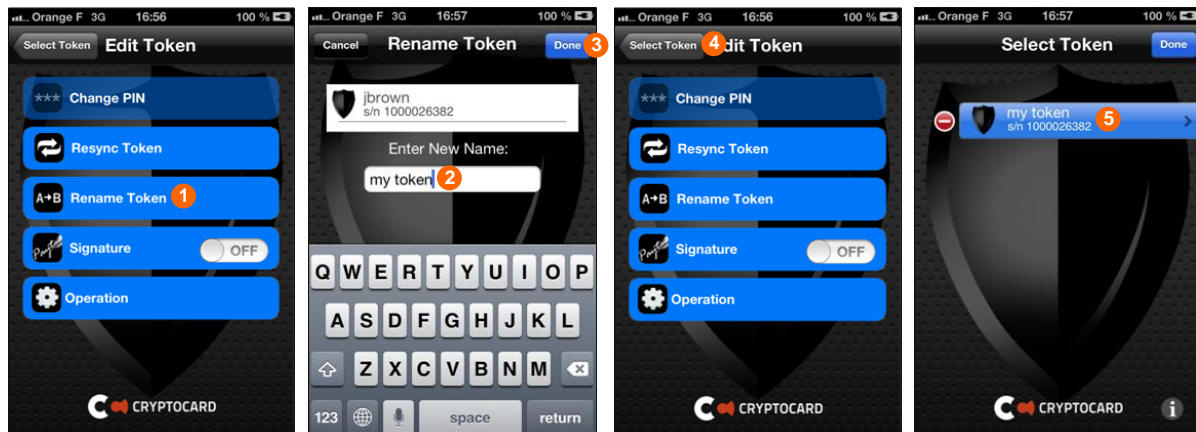 Orange F 3G 16:56 100 %
Select Token Edit Token
*** Change PIN
Resync Token
A→B Rename Token 1
Signature OFF
Operation
CRYPTOCARD
Orange F 3G 16:57 100 %
Cancel Rename Token Done 3
jbrown
s/n 1000026382
Enter New Name:
my token 2
Q W E R T Y U I O P
A S D F G H J K L
Z X C V B N M
123 space return
Orange F 3G 16:56 100 %
Select Token 4 dit Token
*** Change PIN
Resync Token
A→B Rename Token
Signature OFF
Operation
CRYPTOCARD
Orange F 3G 16:57 100 %
Select Token Done
my token
s/n 1000026382 5
CRYPTOCARD i